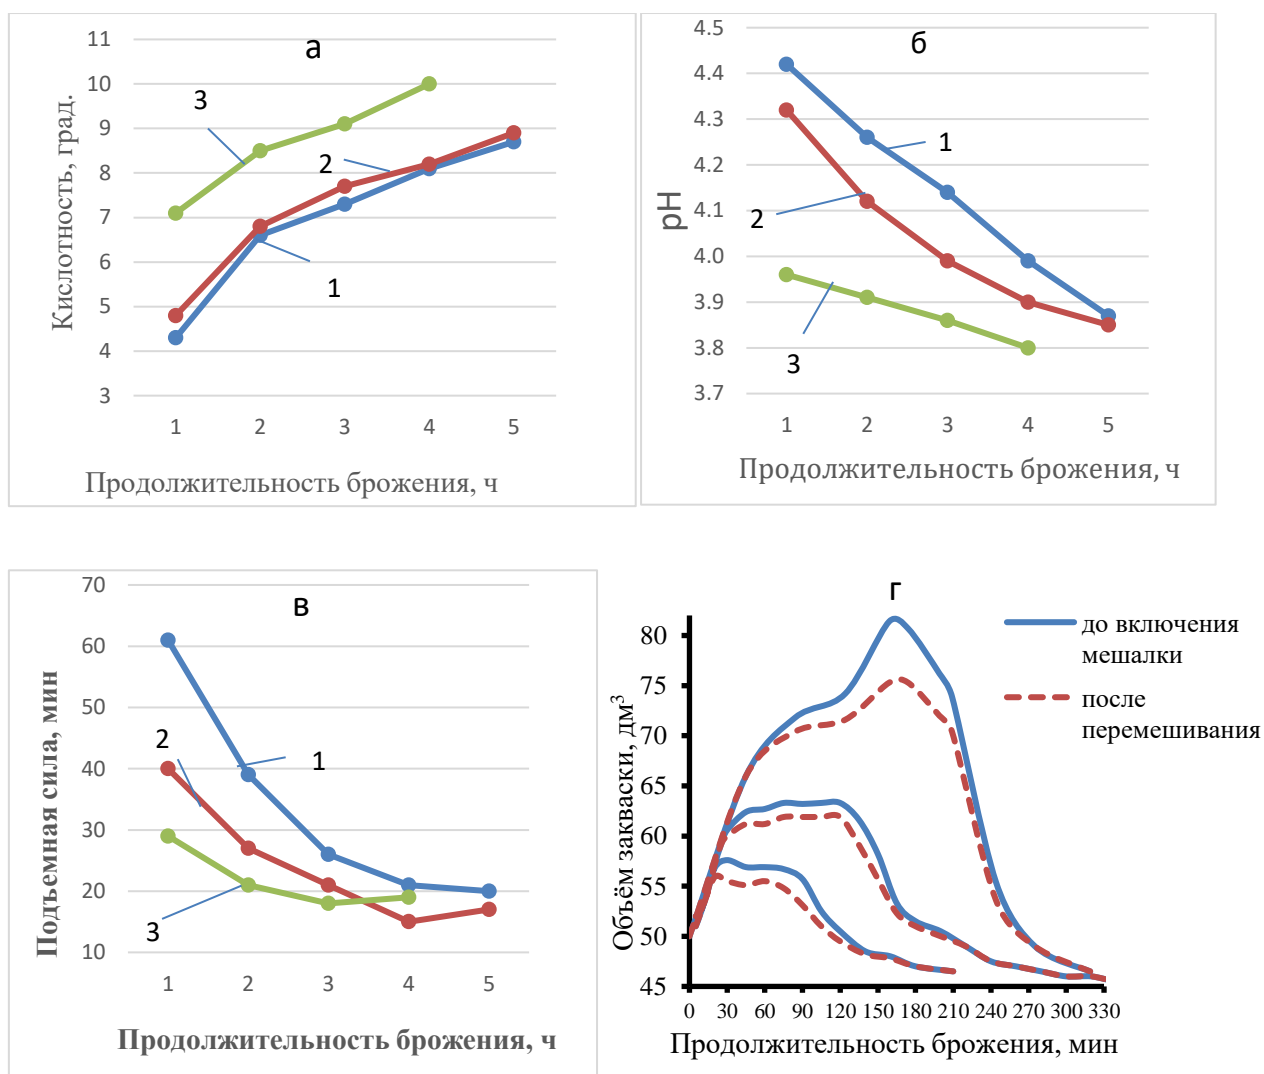 а
11
10
9
8
7
6
5
4
3
3
2
1
Кислотность, град.
1 2 3 4 5
Продолжительность брожения, ч
б
4.5
4.4
4.3
4.2
4.1
4.0
3.9
3.8
3.7
1
2
3
pH
1 2 3 4 5
Продолжительность брожения, ч
в
70
60
50
40
30
20
10
2
1
3
Подъемная сила, мин
1 2 3 4 5
Продолжительность брожения, ч
г
80
75
70
65
60
55
50
45
Объём закваски, дм³
до включения
мешалки
после
перемешивания
0 30 60 90 120 150 180 210 240 270 300 330
Продолжительность брожения, мин